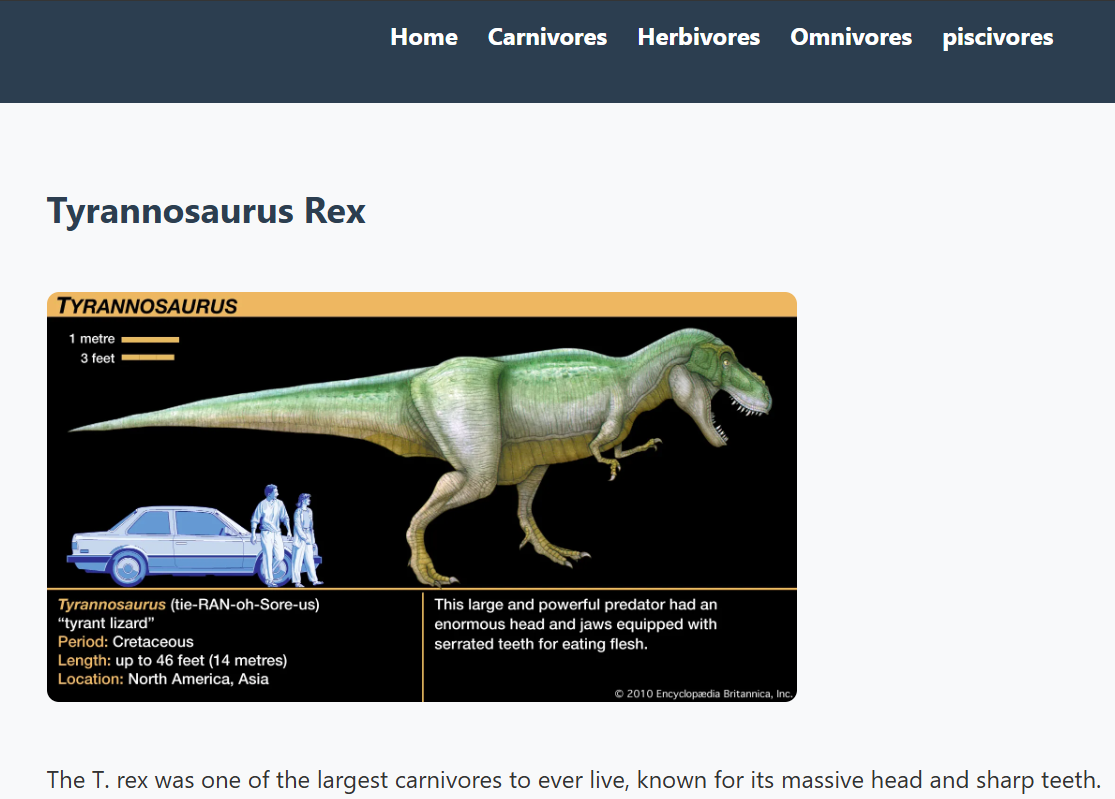 Home Carnivores Herbivores Omnivores piscivores
Tyrannosaurus Rex
TYRANNOSAURUS
1 metre
3 feet
Tyrannosaurus (tie-RAN-oh-Sore-us)
“tyrant lizard”
Period: Cretaceous
Length: up to 46 feet (14 metres)
Location: North America, Asia
This large and powerful predator had an
enormous head and jaws equipped with
serrated teeth for eating flesh.
© 2010 Encyclopædia Britannica, Inc.
The T. rex was one of the largest carnivores to ever live, known for its massive head and sharp teeth.